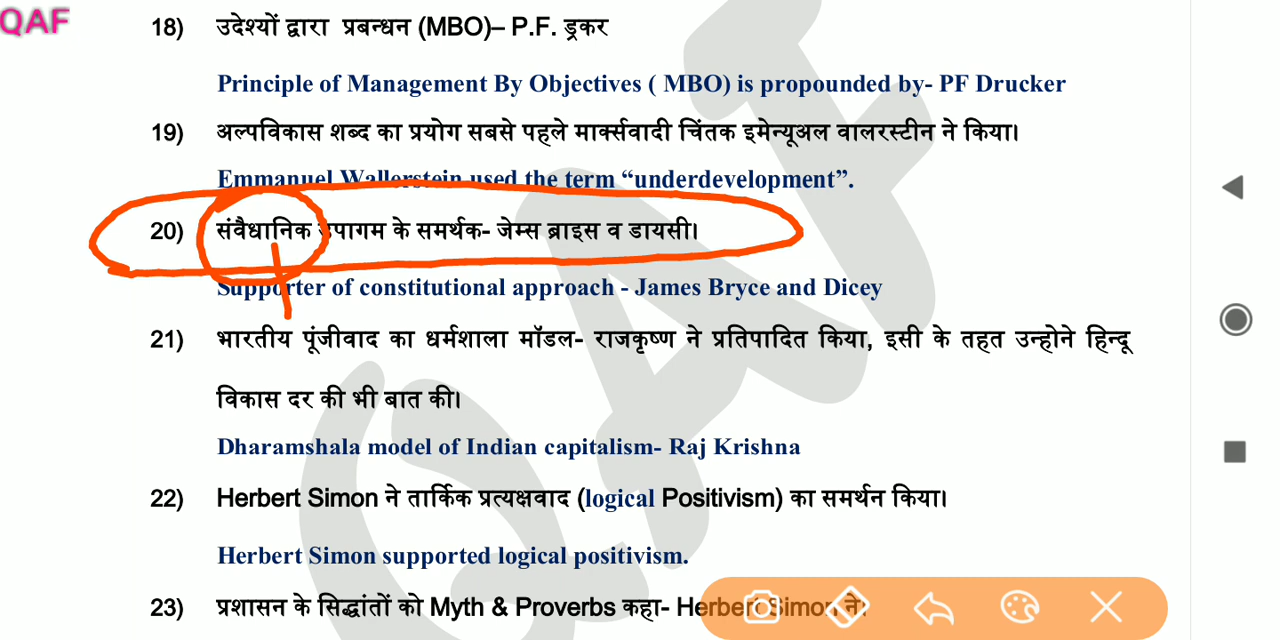 QAF
18) उदेश्यों द्वारा प्रबन्धन (MBO)– P.F. ड्रकर
Principle of Management By Objectives ( MBO) is propounded by- PF Drucker
19) अल्पविकास शब्द का प्रयोग सबसे पहले मार्क्सवादी चिंतक इमेन्यूअल वालरस्टीन ने किया।
Emmanuel Wallerstein used the term “underdevelopment”.
20) संवैधानिक उपागम के समर्थक- जेम्स ब्राइस व डायसी।
Supporter of constitutional approach - James Bryce and Dicey
21) भारतीय पूंजीवाद का धर्मशाला मॉडल- राजकृष्ण ने प्रतिपादित किया, इसी के तहत उन्होने हिन्दू
विकास दर की भी बात की।
Dharamshala model of Indian capitalism- Raj Krishna
22) Herbert Simon ने तार्किक प्रत्यक्षवाद (logical Positivism) का समर्थन किया।
Herbert Simon supported logical positivism.
23) प्रशासन के सिद्धांतों को Myth & Proverbs कहा- Herbert Simon ने।
QAF